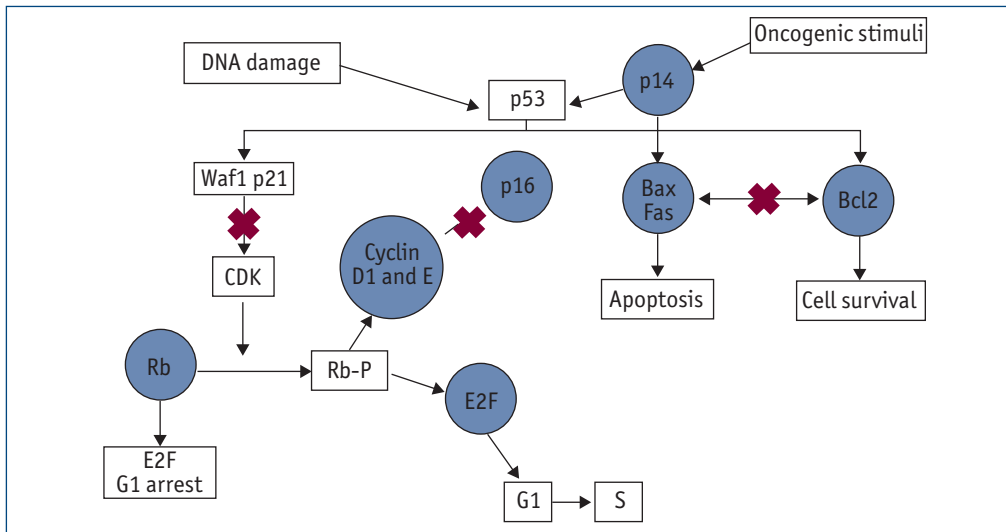 Oncogenic stimuli
DNA damage
p14
p53
Waf1 p21
p16
Bax
Fas
Bcl2
Cyclin
D1 and E
CDK
Apoptosis
Cell survival
Rb
Rb-P
E2F
E2F
G1 arrest
G1
S